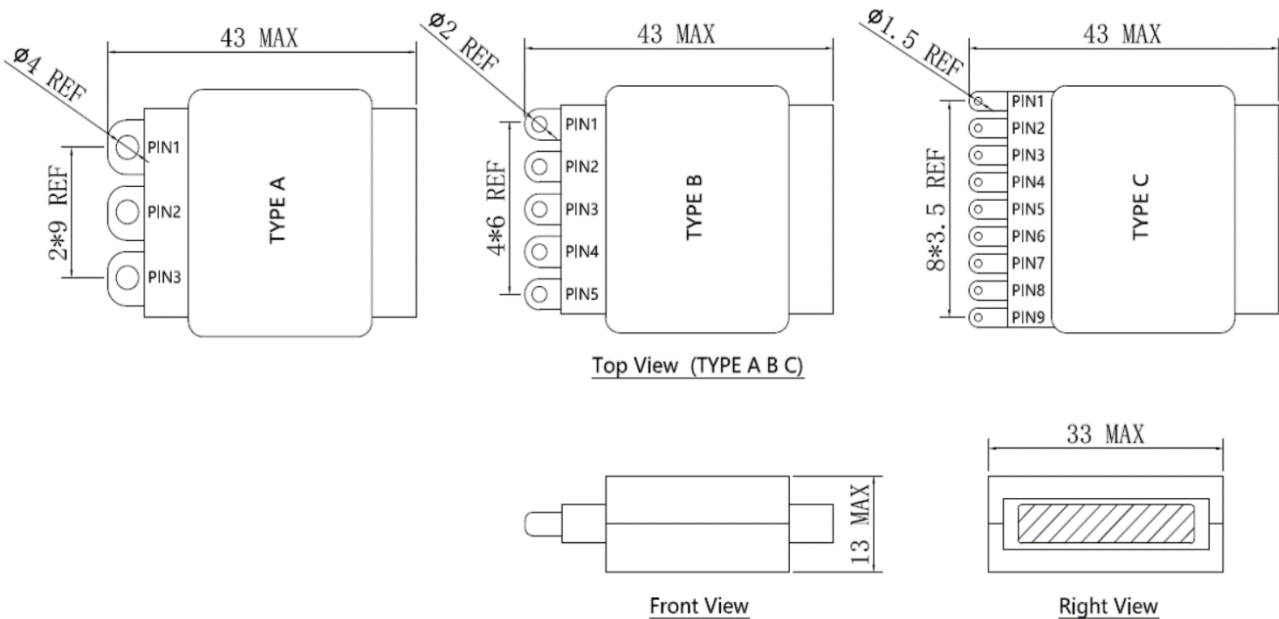 43 MAX
ø4 REF
2*9 REF
PIN1
PIN2
PIN3
TYPE A
43 MAX
ø2 REF
4*6 REF
PIN1
PIN2
PIN3
PIN4
PIN5
TYPE B
43 MAX
ø1.5 REF
8*3.5 REF
PIN1
PIN2
PIN3
PIN4
PIN5
PIN6
PIN7
PIN8
PIN9
TYPE C
Top View (TYPE A B C)
13 MAX
Front View
33 MAX
Right View